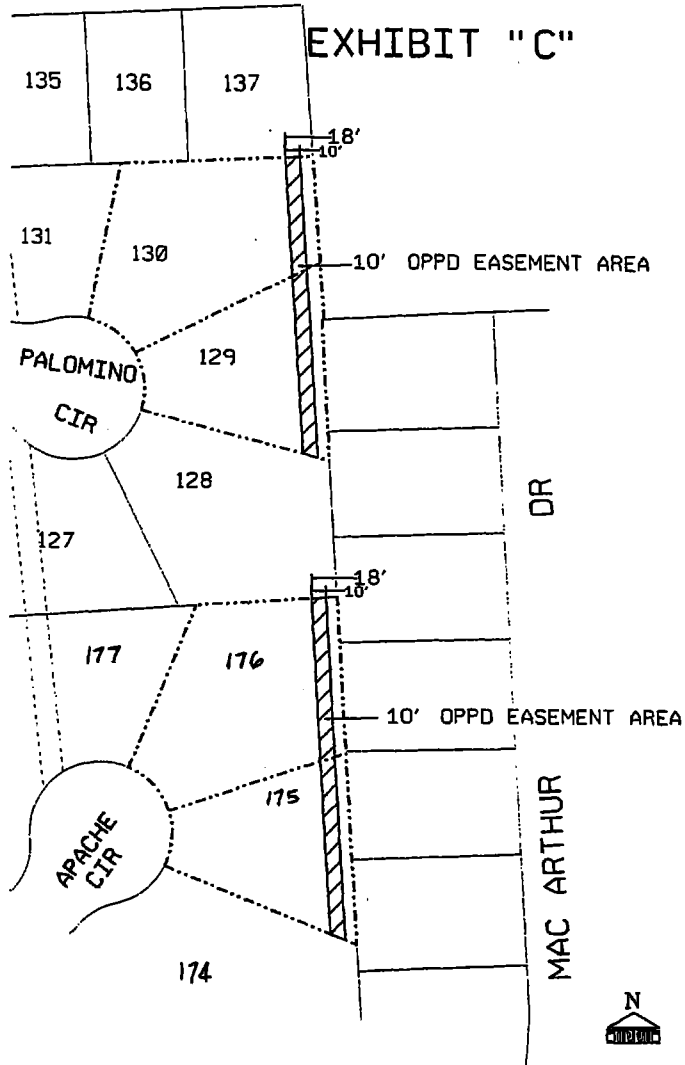 EXHIBIT "C"
135
136
137
18'
10'
131
130
10' OPPD EASEMENT AREA
129
PALOMINO
CIR
128
DR
127
18'
10'
177
176
10' OPPD EASEMENT AREA
175
APACHE
CIR
MAC ARTHUR
174
N